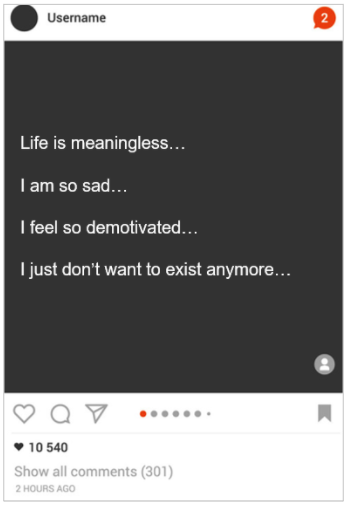 Username
2
Life is meaningless…
I am so sad…
I feel so demotivated…
I just don’t want to exist anymore…
10 540
Show all comments (301)
2 HOURS AGO